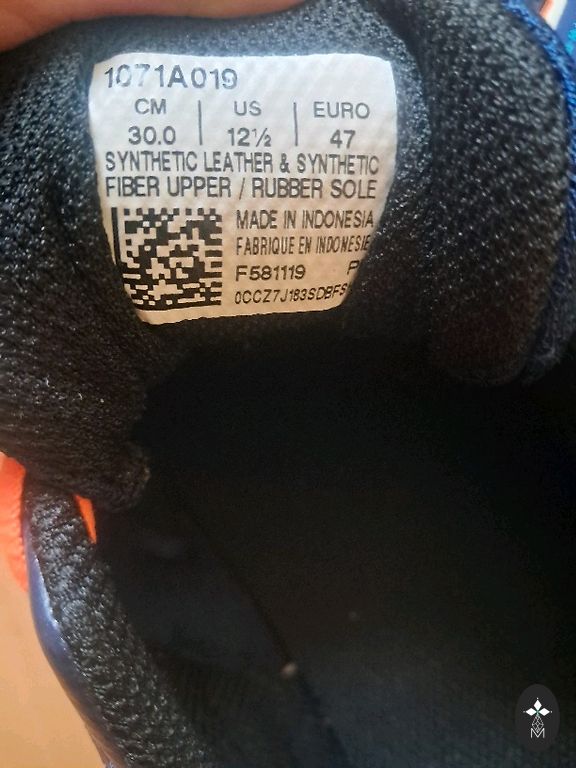 1071A019
CM | US | EURO
30.0 | 12½ | 47
SYNTHETIC LEATHER & SYNTHETIC
FIBER UPPER / RUBBER SOLE
MADE IN INDONESIA
FABRIQUE EN INDONESIE
F581119
0CCZ7J183SDBFS
M